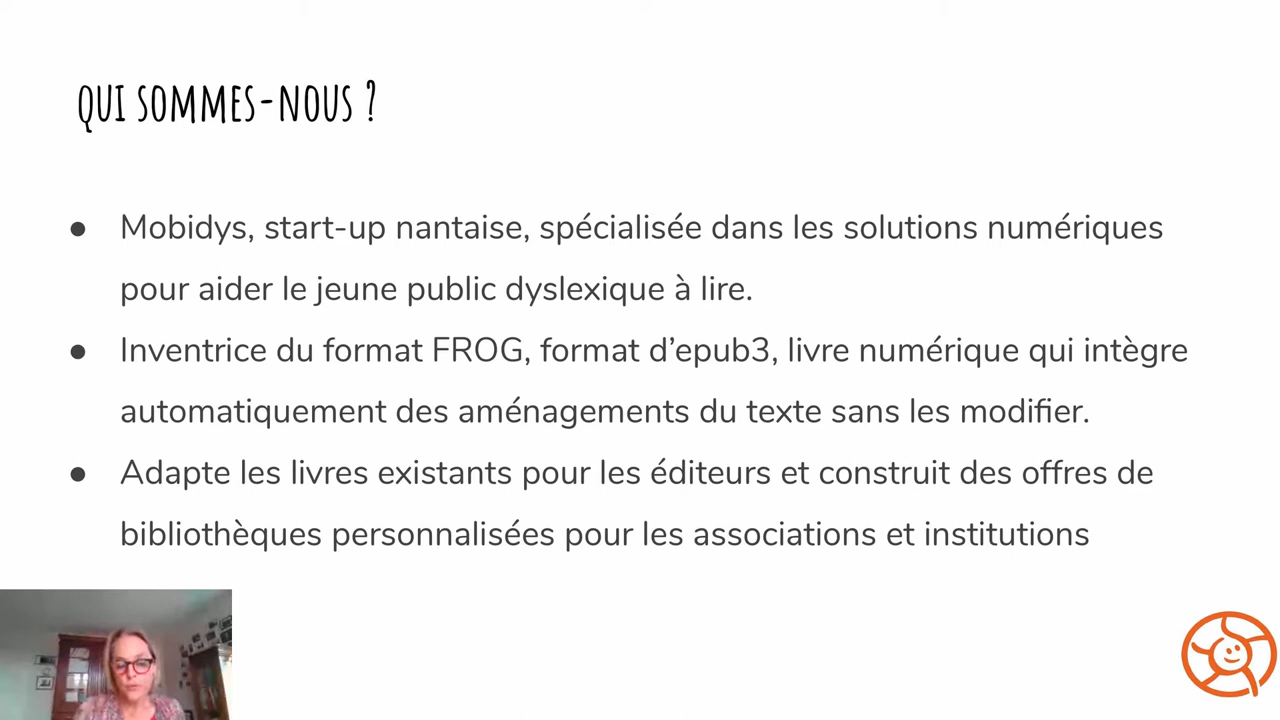 QUI SOMMES-NOUS ?
● Mobidys, start-up nantaise, spécialisée dans les solutions numériques
pour aider le jeune public dyslexique à lire.
● Inventrice du format FROG, format d’epub3, livre numérique qui intègre
automatiquement des aménagements du texte sans les modifier.
● Adapte les livres existants pour les éditeurs et construit des offres de
bibliothèques personnalisées pour les associations et institutions